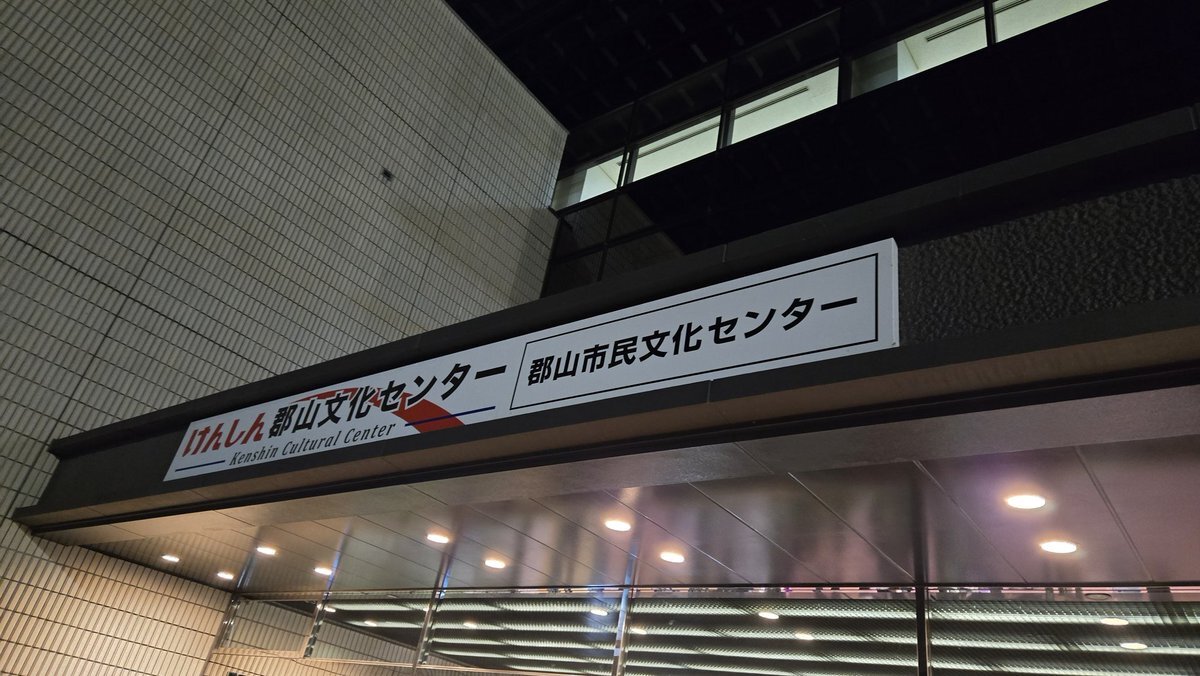 けんしん郡山文化センター
Kenshin Cultural Center
郡山市民文化センター